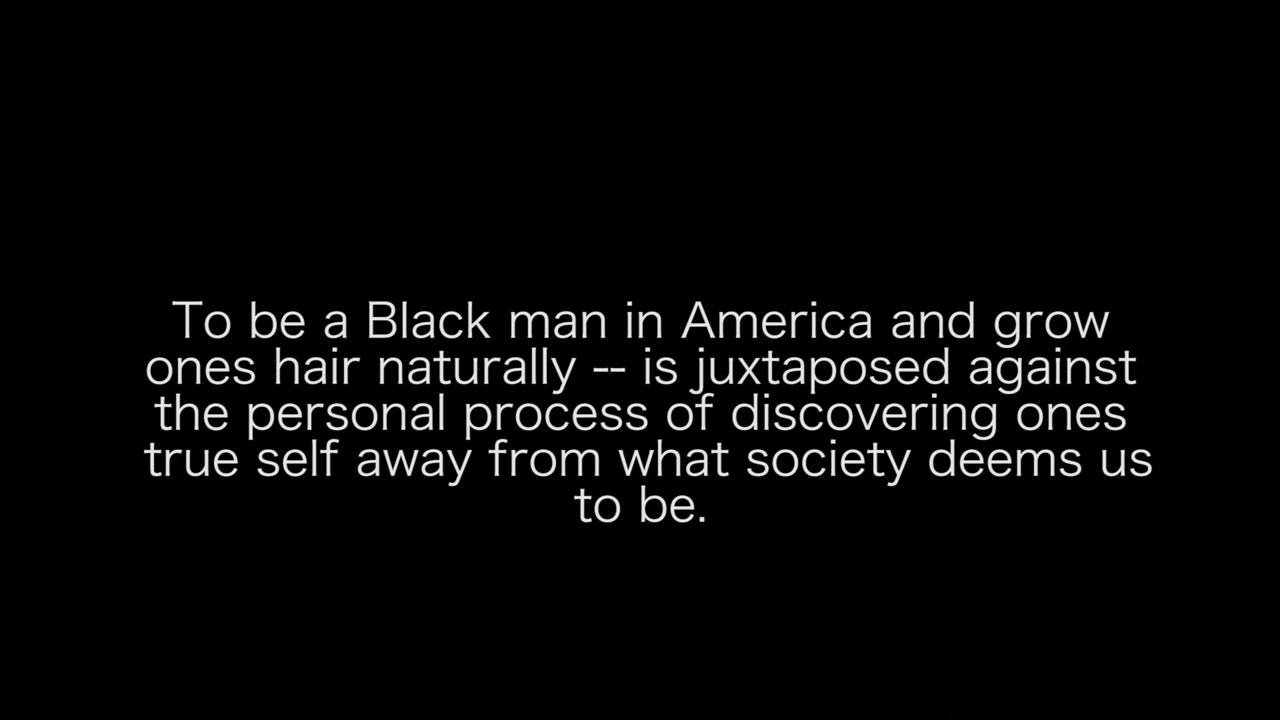 To be a Black man in America and grow
ones hair naturally -- is juxtaposed against
the personal process of discovering ones
true self away from what society deems us
to be.